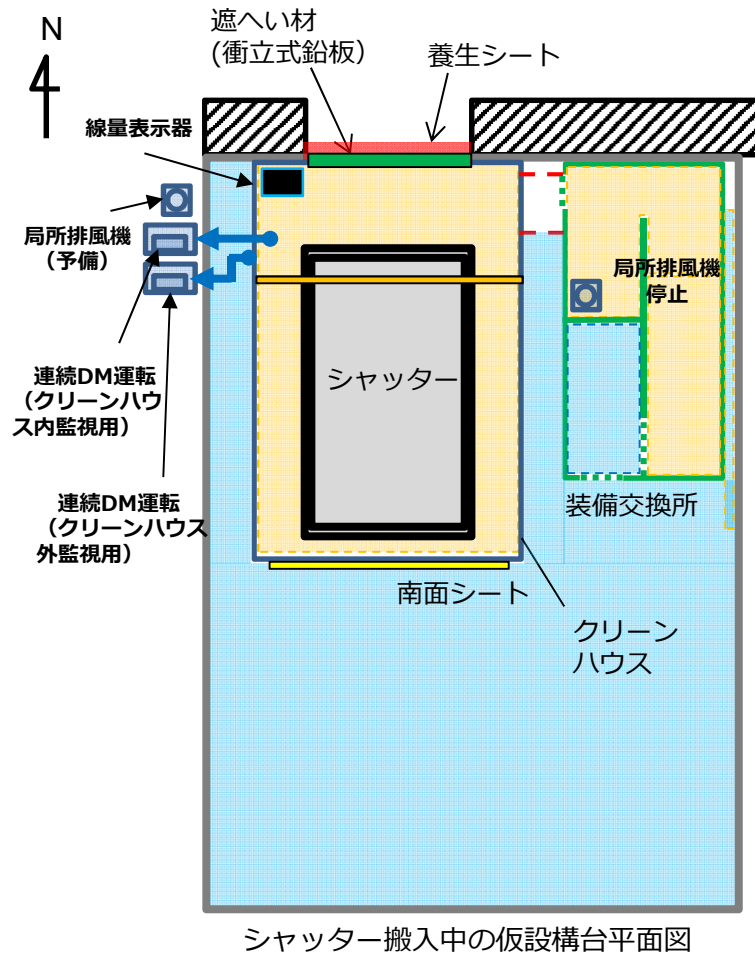 N
遮へい材
(衝立式鉛板）
養生シート
線量表示器
局所排風機
（予備）
局所排風機
停止
シャッター
連続DM運転
（クリーンハウ
ス内監視用）
連続DM運転
（クリーンハウス
外監視用）
装備交換所
南面シート
クリーン
ハウス
シャッター搬入中の仮設構台平面図